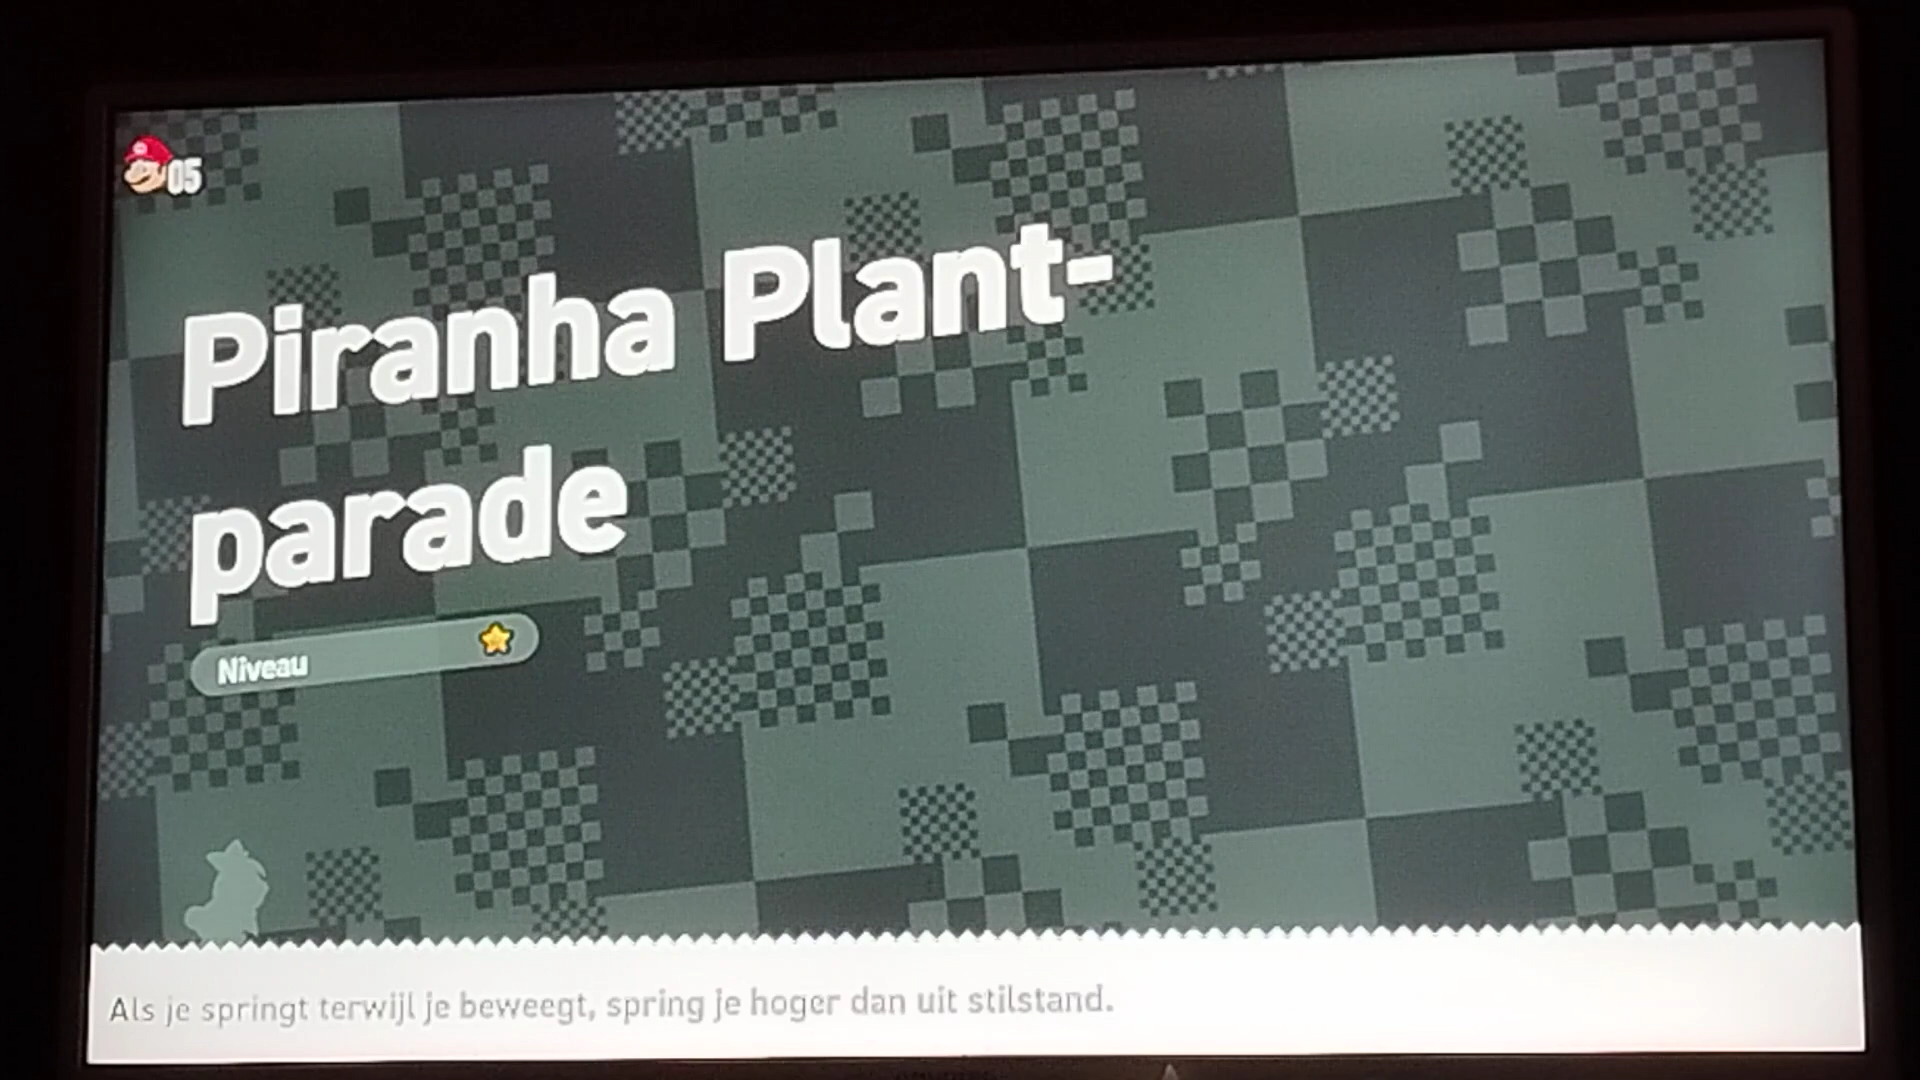 05
Piranha Plant-
parade
Niveau
Als je springt terwijl je beweegt, spring je hoger dan uit stilstand.